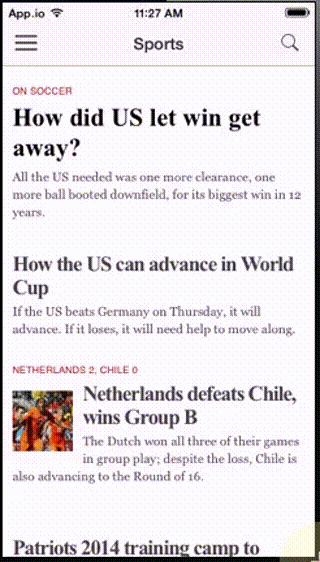 App.io 11:27 AM
Sports
ON SOCCER
How did US let win get
away?
All the US needed was one more clearance, one
more ball booted downfield, for its biggest win in 12
years.
How the US can advance in World
Cup
If the US beats Germany on Thursday, it will
advance. If it loses, it will need help to move along.
NETHERLANDS 2, CHILE 0
Netherlands defeats Chile,
wins Group B
The Dutch won all three of their games
in group play; despite the loss, Chile is
also advancing to the Round of 16.
Patriots 2014 training camp to